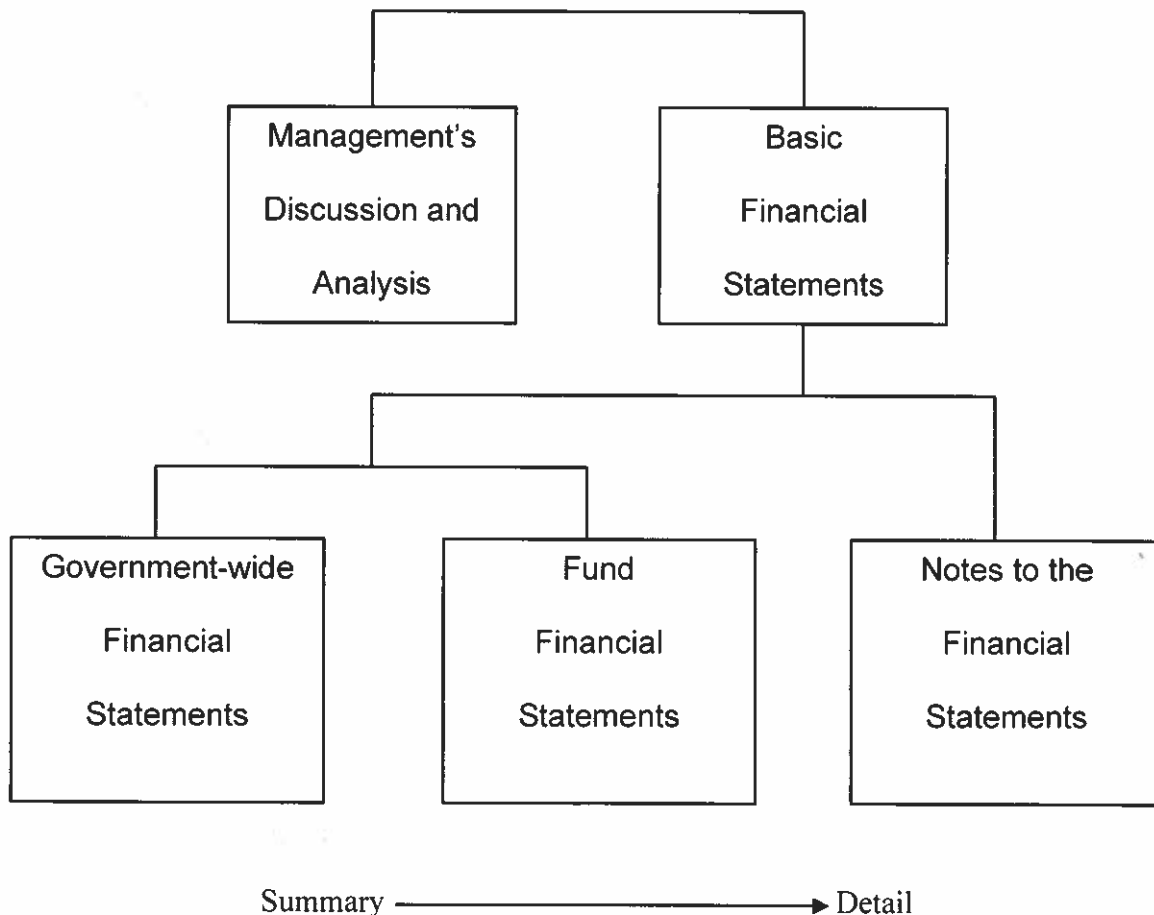 Management's
Discussion and
Analysis
Basic
Financial
Statements
Government-wide
Financial
Statements
Fund
Financial
Statements
Notes to the
Financial
Statements
Summary
Detail